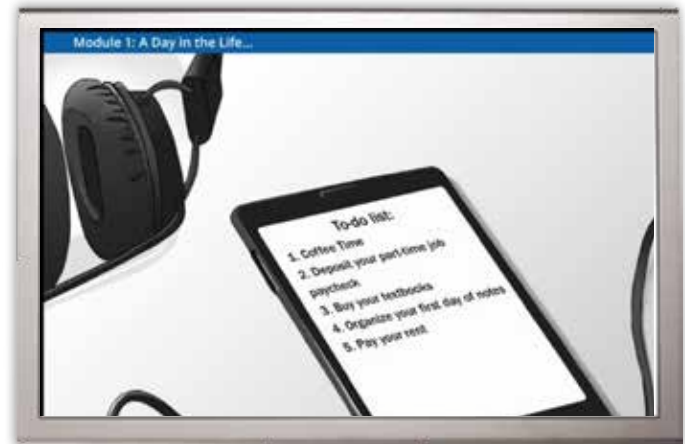 Module 1: A Day in the Life...
To-do list:
1. Coffee Time
2. Deposit your part-time job
paycheck
3. Buy your textbooks
4. Organize your first day of notes
5. Pay your rent